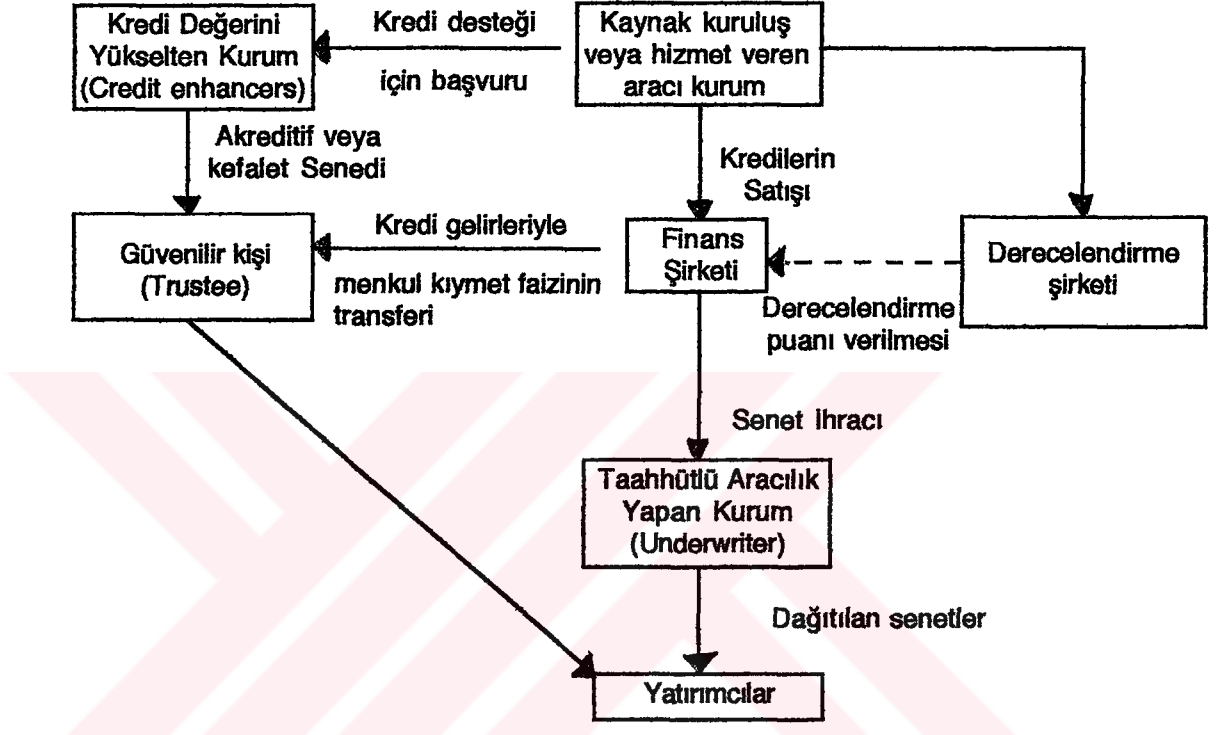 Kredi Değerini
Yükselten Kurum
(Credit enhancers)
Kredi desteği
için başvuru
Kaynak kuruluş
veya hizmet veren
aracı kurum
Akreditif veya
kefalet Senedi
Kredilerin
Satışı
Güvenilir kişi
(Trustee)
Kredi gelirleriyle
menkul kıymet faizinin
transferi
Finans
Şirketi
Derecelendirme
puanı verilmesi
Derecelendirme
şirketi
Senet ihracı
Taahhütlü Aracılık
Yapan Kurum
(Underwriter)
Dağıtılan senetler
Yatırımcılar